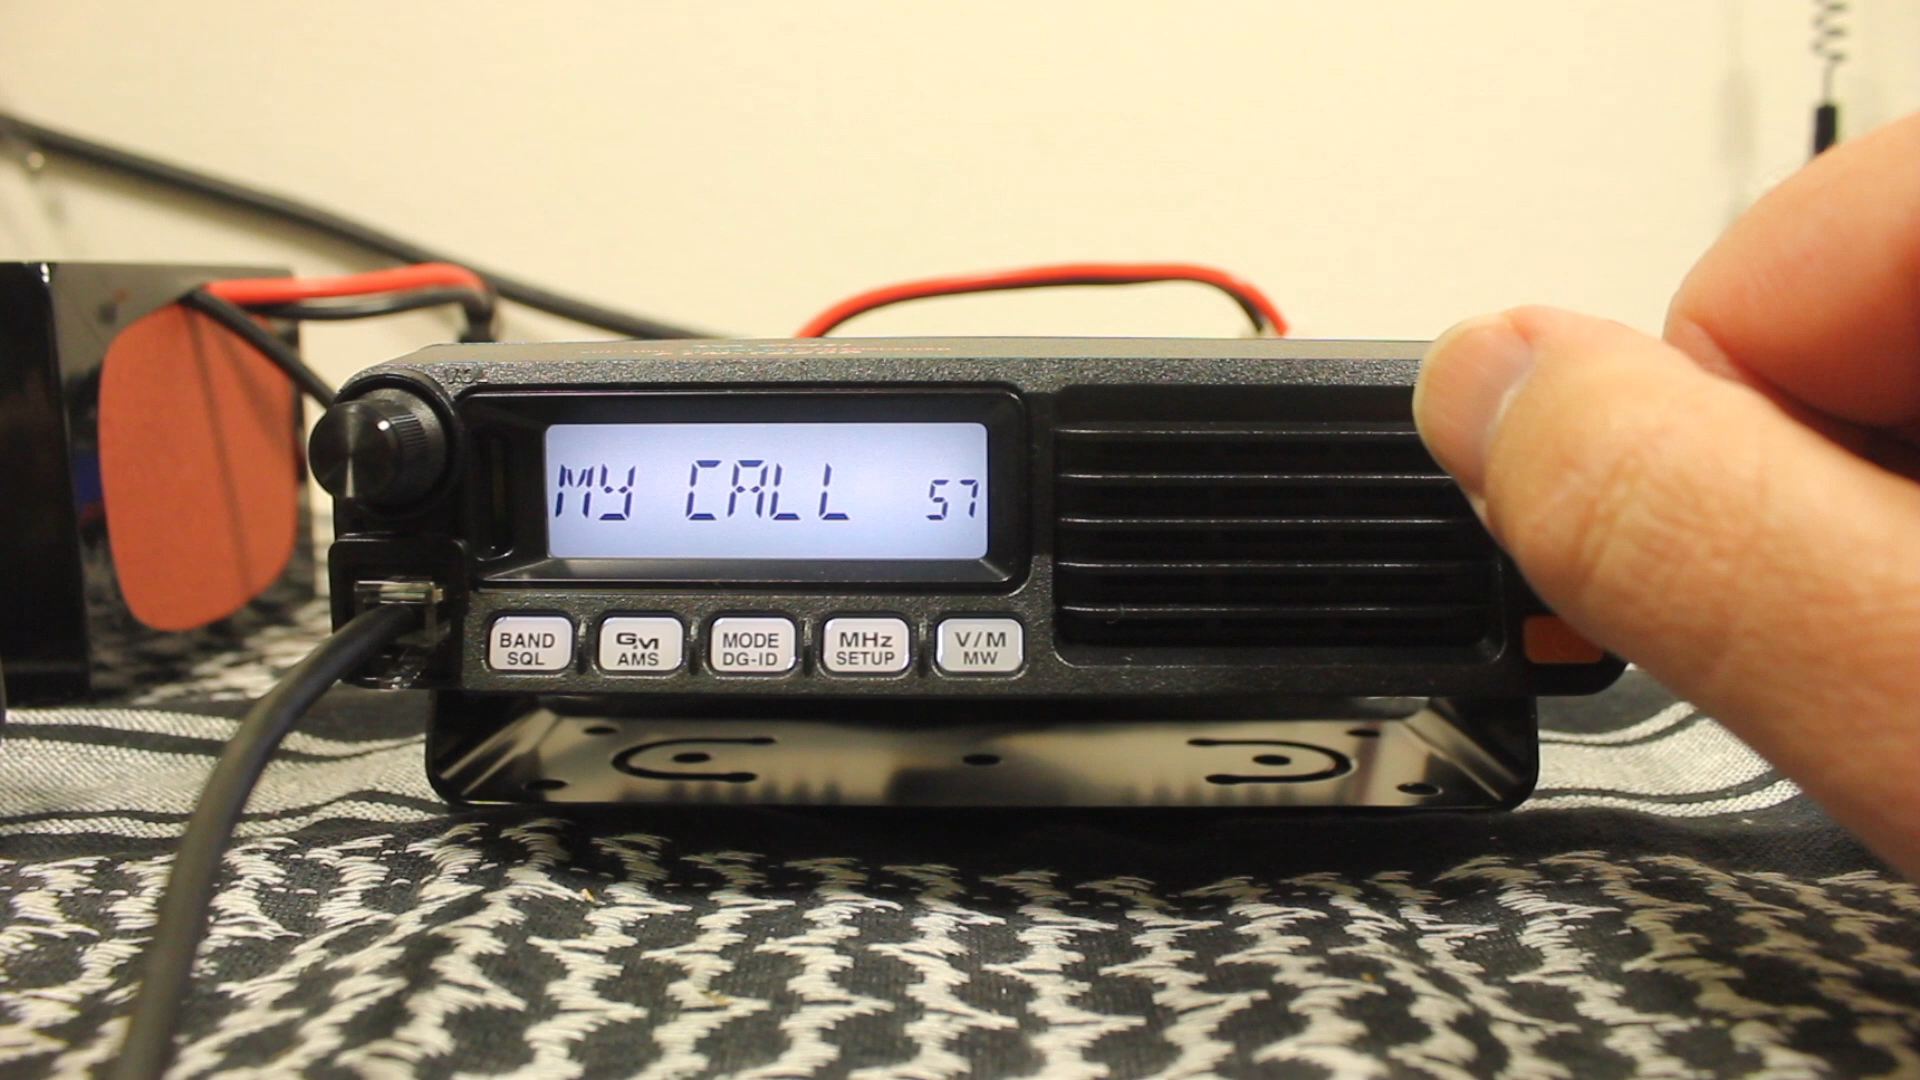 MY CALL 57
BAND
SQL
GM
AMS
MODE
DG-ID
MHz
SETUP
V/M
MW